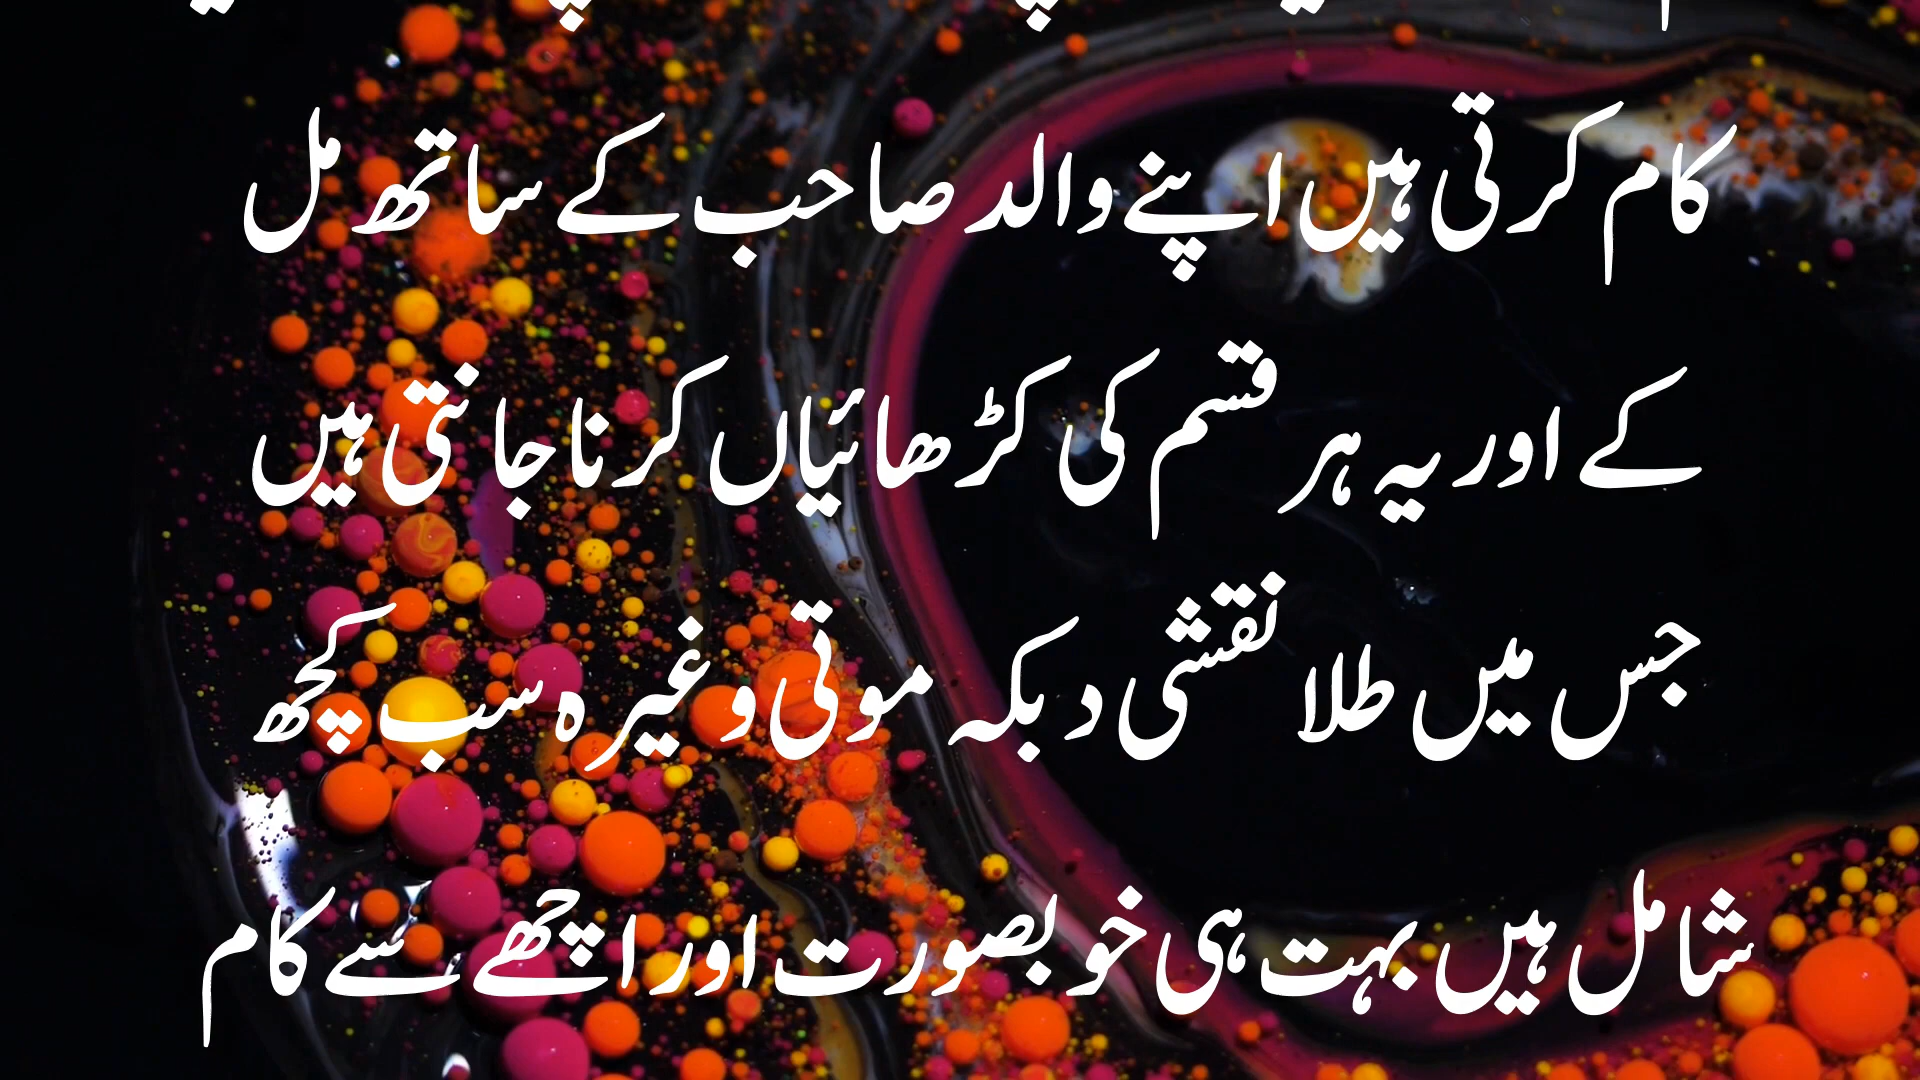 کام کرتی ہیں اپنے والد صاحب کے ساتھ مل
کے اور یہ ہر قسم کی کڑھائیاں کرنا جانتی ہیں
جس میں طلا نقشی دبکہ موتی وغیرہ سب کچھ
شامل ہیں بہت ہی خوبصورت اور اچھے سے کام